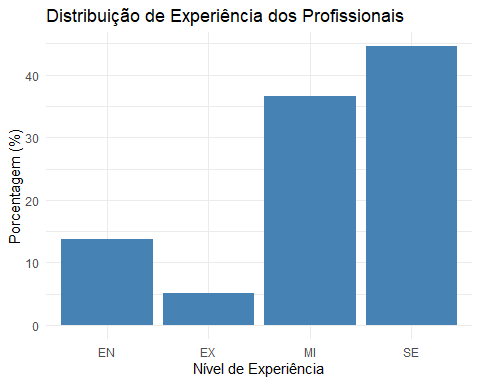 Distribuição de Experiência dos Profissionais
Porcentagem (%)
40
30
20
10
0
EN EX MI SE
Nível de Experiência